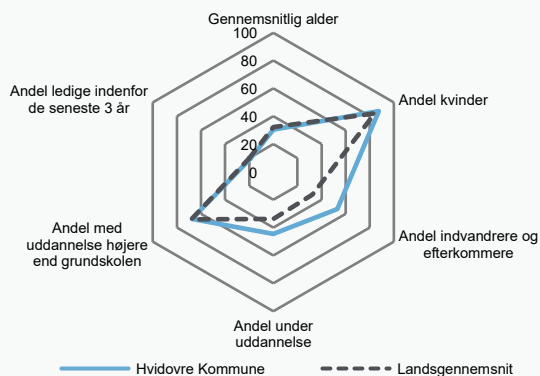 Gennemsnitlig alder
100
80
60
40
20
0
Andel kvinder
Andel indvandrere og
efterkommere
Andel under
uddannelse
Andel med
uddannelse højere
end grundskolen
Andel ledige indenfor
de seneste 3 år
Hvidovre Kommune
Landsgennemsnit